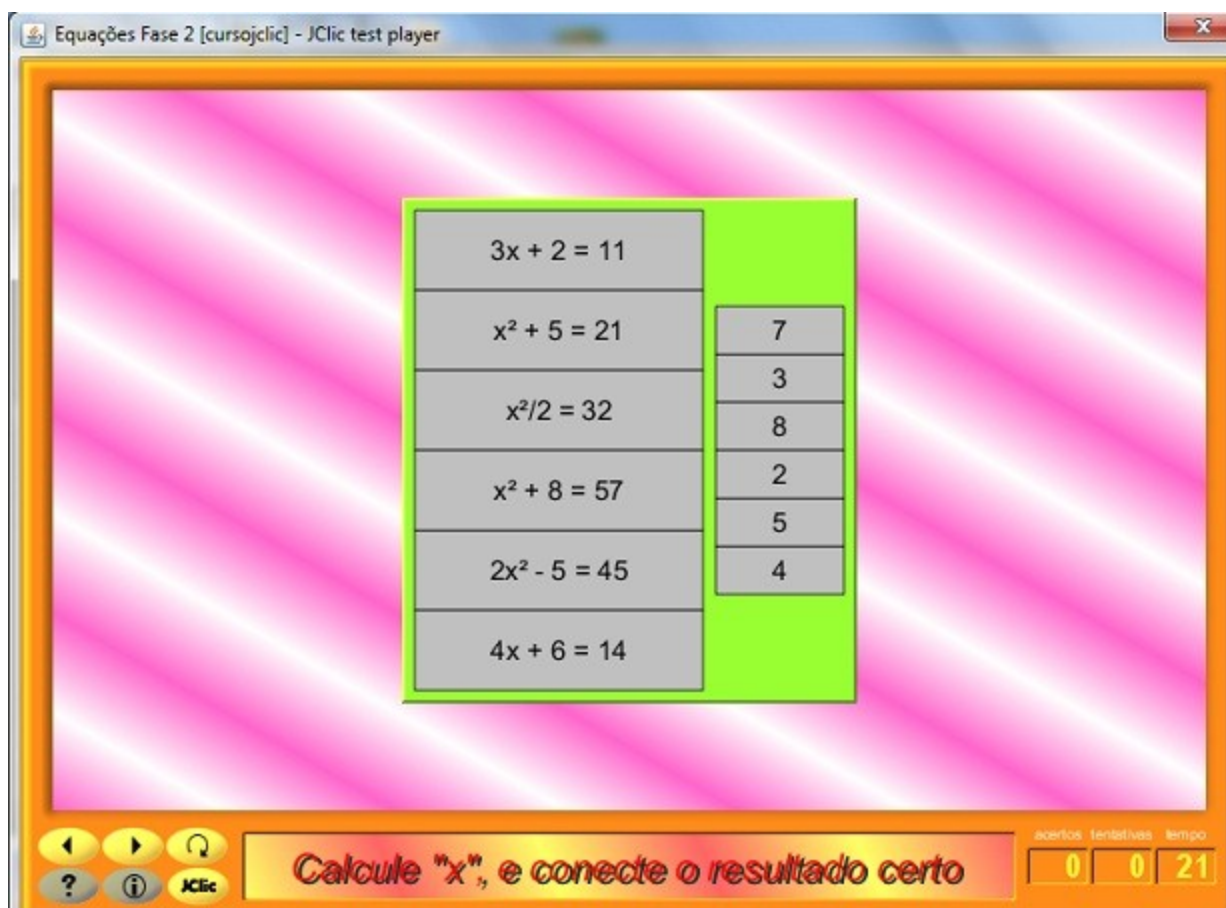 Equações Fase 2 [cursojclic] - JClic test player
3x + 2 = 11
x² + 5 = 21
x²/2 = 32
x² + 8 = 57
2x² - 5 = 45
4x + 6 = 14
7
3
8
2
5
4
? i JClic
Calcule "x", e conecte o resultado certo
acertos tentativas tempo
0 0 21